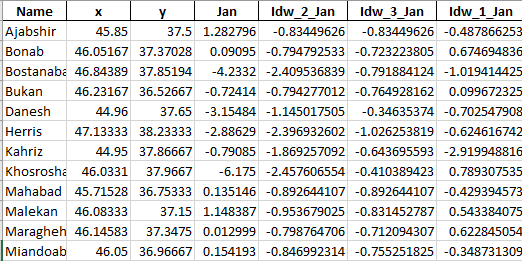 Name x y Jan Idw_2_Jan Idw_3_Jan Idw_1_Jan
Ajabshir 45.85 37.5 1.282796 -0.83449626 -0.83449626 -0.487866253
Bonab 46.05167 37.37028 0.09095 -0.794792533 -0.723223805 0.674694836
Bostanaba 46.84389 37.85194 -4.2332 -2.409536839 -0.791884124 -1.019414425
Bukan 46.23167 36.52667 -0.72414 -0.794277012 -0.764928162 0.099672325
Danesh 44.96 37.65 -3.15484 -1.145017505 -0.34635374 -0.702547908
Herris 47.13333 38.23333 -2.88629 -2.396932602 -1.026253819 -0.624616742
Kahriz 44.95 37.86667 -0.79085 -1.869257092 -0.643695593 -2.919948816
Khosrosha 46.0331 37.9667 -6.175 -2.457606554 -0.410389423 0.789307535
Mahabad 45.71528 36.75333 0.135146 -0.892644107 -0.892644107 -0.429394573
Malekan 46.08333 37.15 1.148387 -0.953679025 -0.831452787 0.543384075
Maragheh 46.14583 37.3475 0.012999 -0.798764706 -0.712094307 0.622845054
Miandoab 46.05 36.96667 0.154193 -0.846992314 -0.755251825 -0.348731309